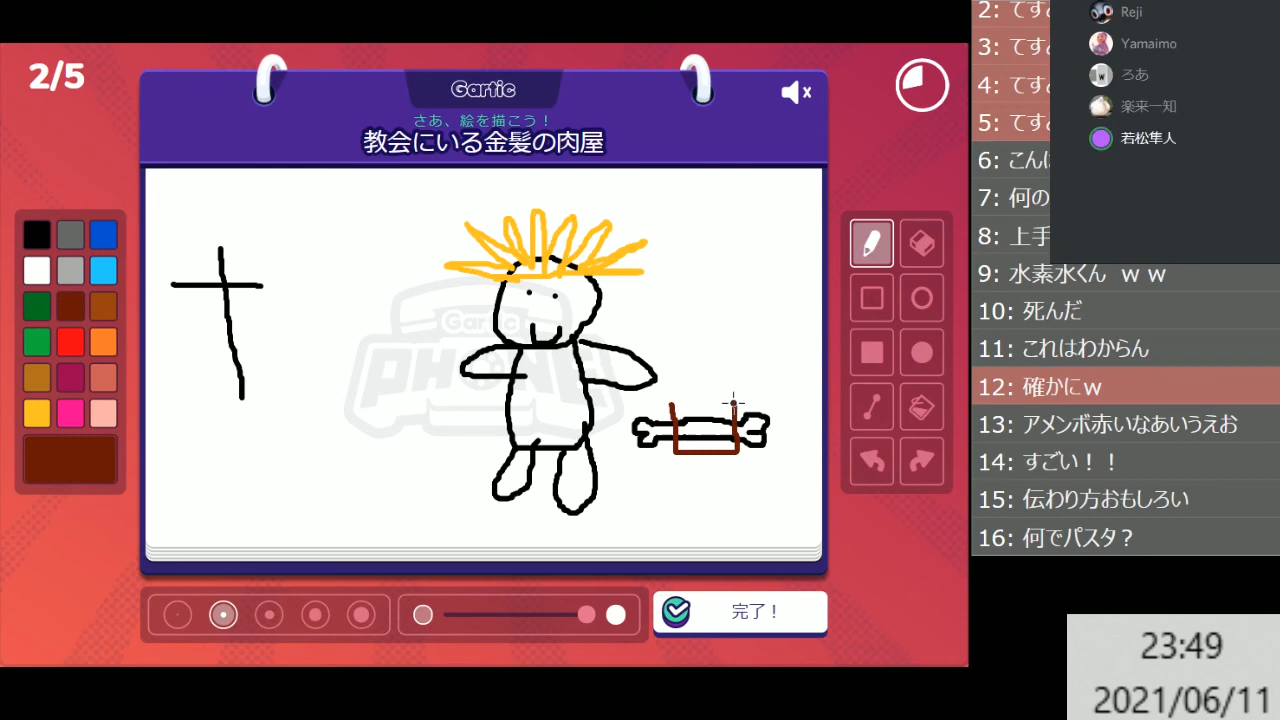 2/5
Gartic
さあ、絵を描こう！
教会にいる金髪の肉屋
Gartic
PHONE
完了！
2: てす
3: てす
4: てす
5: てす
6: こん
7: 何の
8: 上手
9: 水素水くん ｗｗ
10: 死んだ
11: これはわからん
12: 確かにｗ
13: アメンボ赤いなあいうえお
14: すごい！！
15: 伝わり方おもしろい
16: 何でパスタ？
Reji
Yamaimo
ろあ
楽来一知
若松隼人
23:49
2021/06/11